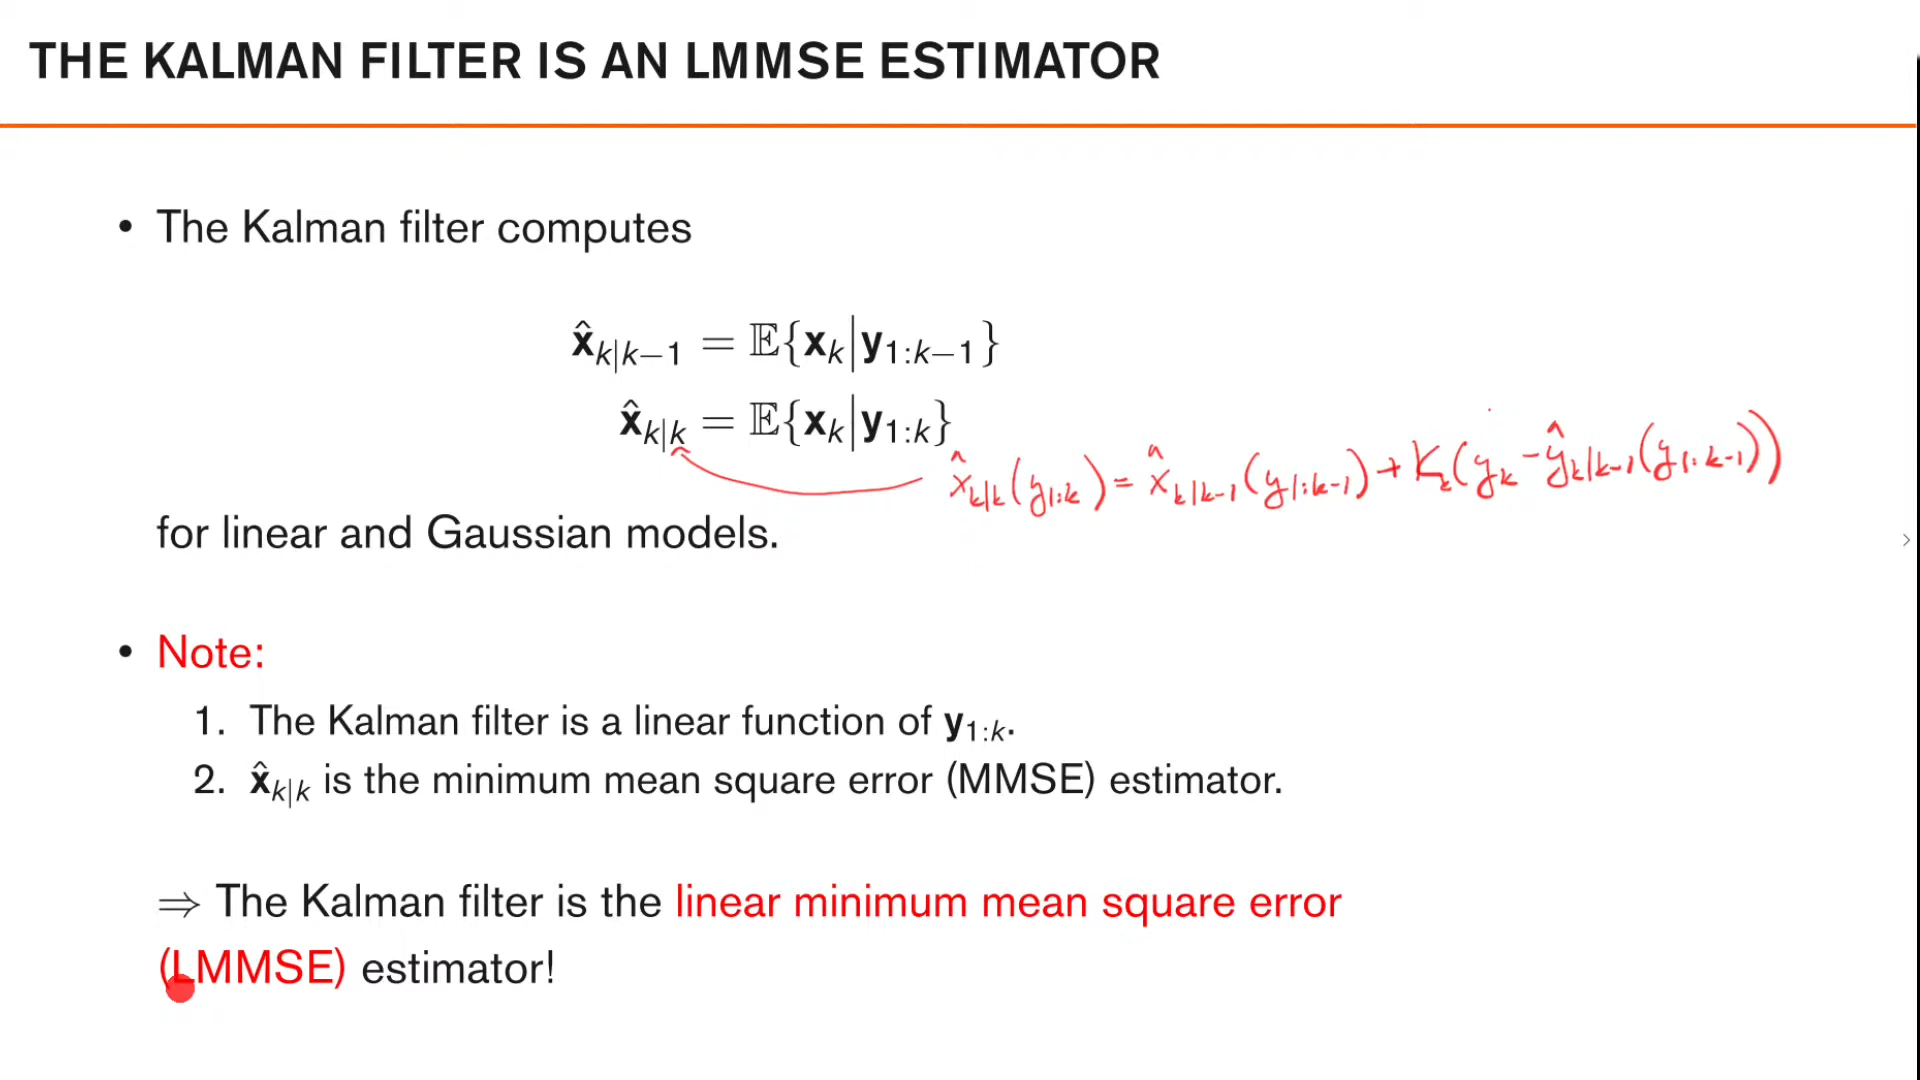 THE KALMAN FILTER IS AN LMMSE ESTIMATOR
• The Kalman filter computes
x̂ₖ|ₖ₋₁ = 𝔼{xₖ|y₁:ₖ₋₁}
x̂ₖ|ₖ = 𝔼{xₖ|y₁:ₖ}
x̂ₖ|ₖ(y₁:ₖ) = x̂ₖ|ₖ₋₁(y₁:ₖ₋₁) + Kₖ(yₖ - ŷₖ|ₖ₋₁(y₁:ₖ₋₁))
for linear and Gaussian models.
• Note:
1. The Kalman filter is a linear function of y₁:ₖ.
2. x̂ₖ|ₖ is the minimum mean square error (MMSE) estimator.
⇒ The Kalman filter is the linear minimum mean square error
(LMMSE) estimator!